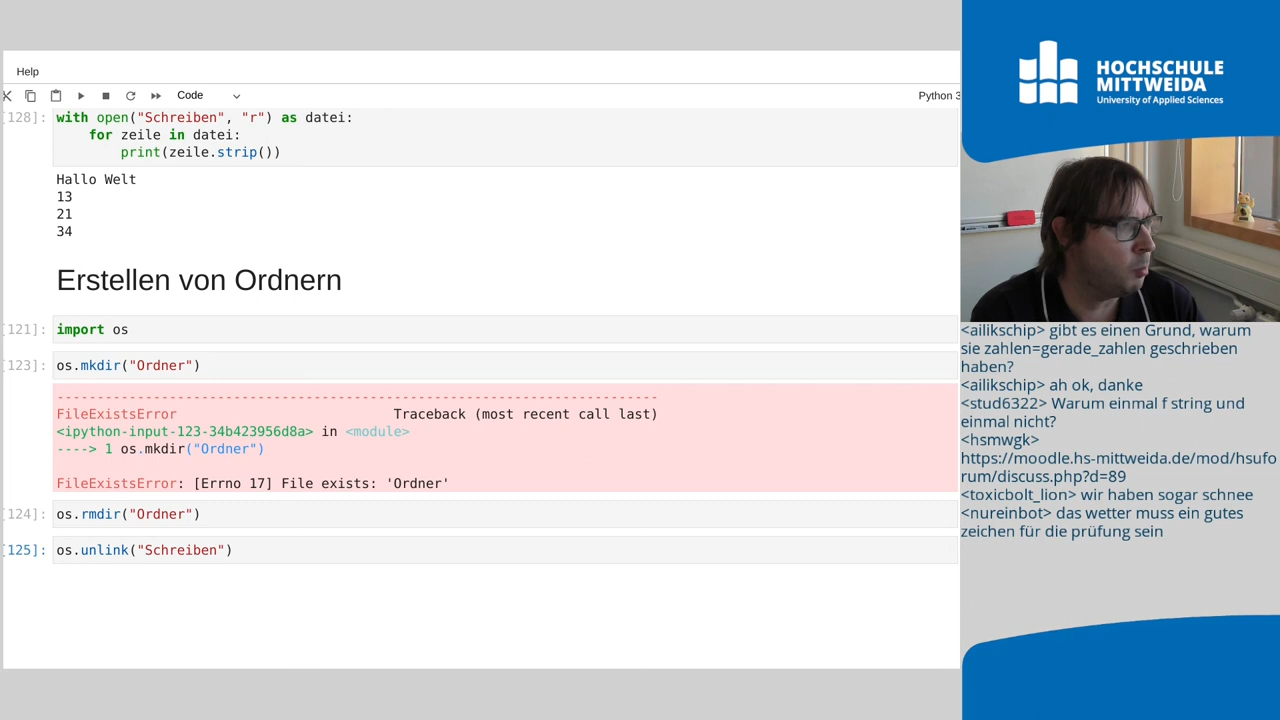 Help
Code
Python 3
[128]:
with open("Schreiben", "r") as datei:
    for zeile in datei:
        print(zeile.strip())
Hallo Welt
13
21
34
Erstellen von Ordnern
[121]:
import os
[123]:
os.mkdir("Ordner")
---------------------------------------------------------------------------
FileExistsError                           Traceback (most recent call last)
<ipython-input-123-34b423956d8a> in <module>
----> 1 os.mkdir("Ordner")
FileExistsError: [Errno 17] File exists: 'Ordner'
[124]:
os.rmdir("Ordner")
[125]:
os.unlink("Schreiben")
HOCHSCHULE
MITTWEIDA
University of Applied Sciences
<ailikschip> gibt es einen Grund, warum
sie zahlen=gerade_zahlen geschrieben
haben?
<ailikschip> ah ok, danke
<stud6322> Warum einmal f string und
einmal nicht?
<hsmwgk>
https://moodle.hs-mittweida.de/mod/hsufo
rum/discuss.php?d=89
<toxicbolt_lion> wir haben sogar schnee
<nureinbot> das wetter muss ein gutes
zeichen für die prüfung sein